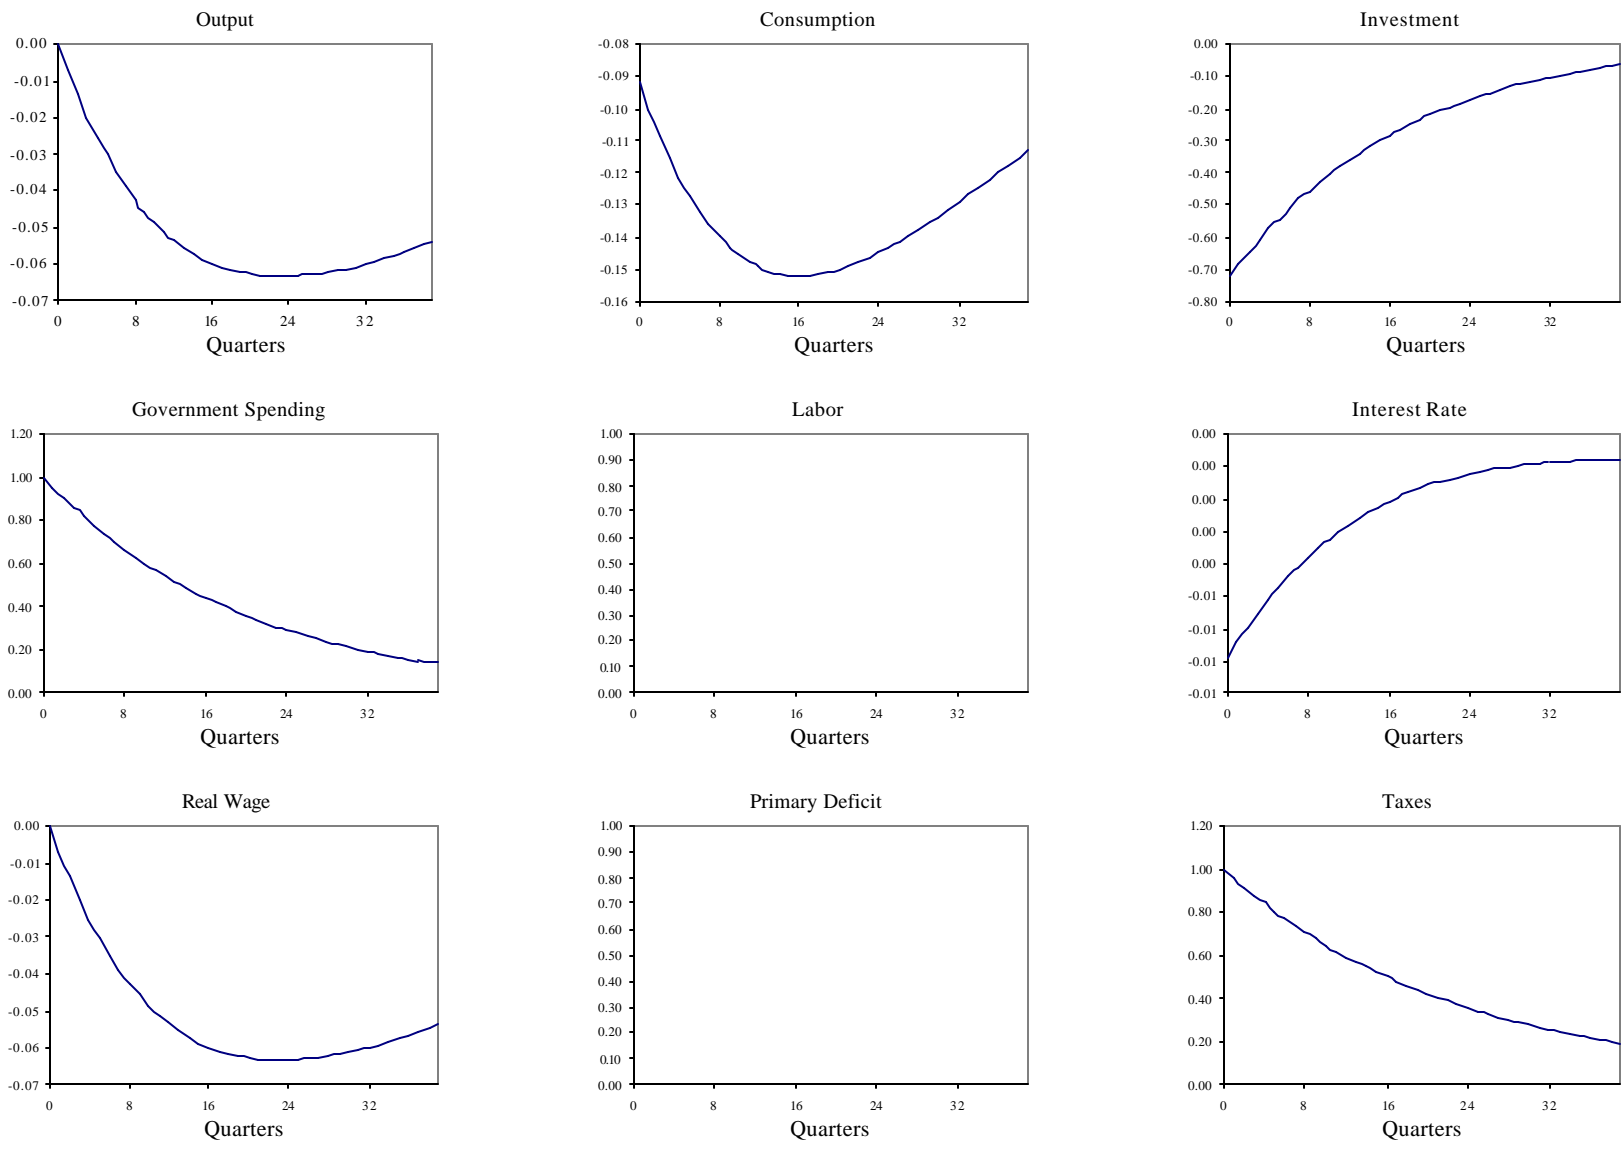 Output
0.00
-0.01
-0.02
-0.03
-0.04
-0.05
-0.06
-0.07
0 8 16 24 32
Quarters
Consumption
-0.08
-0.09
-0.10
-0.11
-0.12
-0.13
-0.14
-0.15
-0.16
0 8 16 24 32
Quarters
Investment
0.00
-0.10
-0.20
-0.30
-0.40
-0.50
-0.60
-0.70
-0.80
0 8 16 24 32
Quarters
Government Spending
1.20
1.00
0.80
0.60
0.40
0.20
0.00
0 8 16 24 32
Quarters
Labor
1.00
0.90
0.80
0.70
0.60
0.50
0.40
0.30
0.20
0.10
0.00
0 8 16 24 32
Quarters
Interest Rate
0.00
0.00
0.00
0.00
0.00
-0.01
-0.01
-0.01
-0.01
0 8 16 24 32
Quarters
Real Wage
0.00
-0.01
-0.02
-0.03
-0.04
-0.05
-0.06
-0.07
0 8 16 24 32
Quarters
Primary Deficit
1.00
0.90
0.80
0.70
0.60
0.50
0.40
0.30
0.20
0.10
0.00
0 8 16 24 32
Quarters
Taxes
1.20
1.00
0.80
0.60
0.40
0.20
0.00
0 8 16 24 32
Quarters